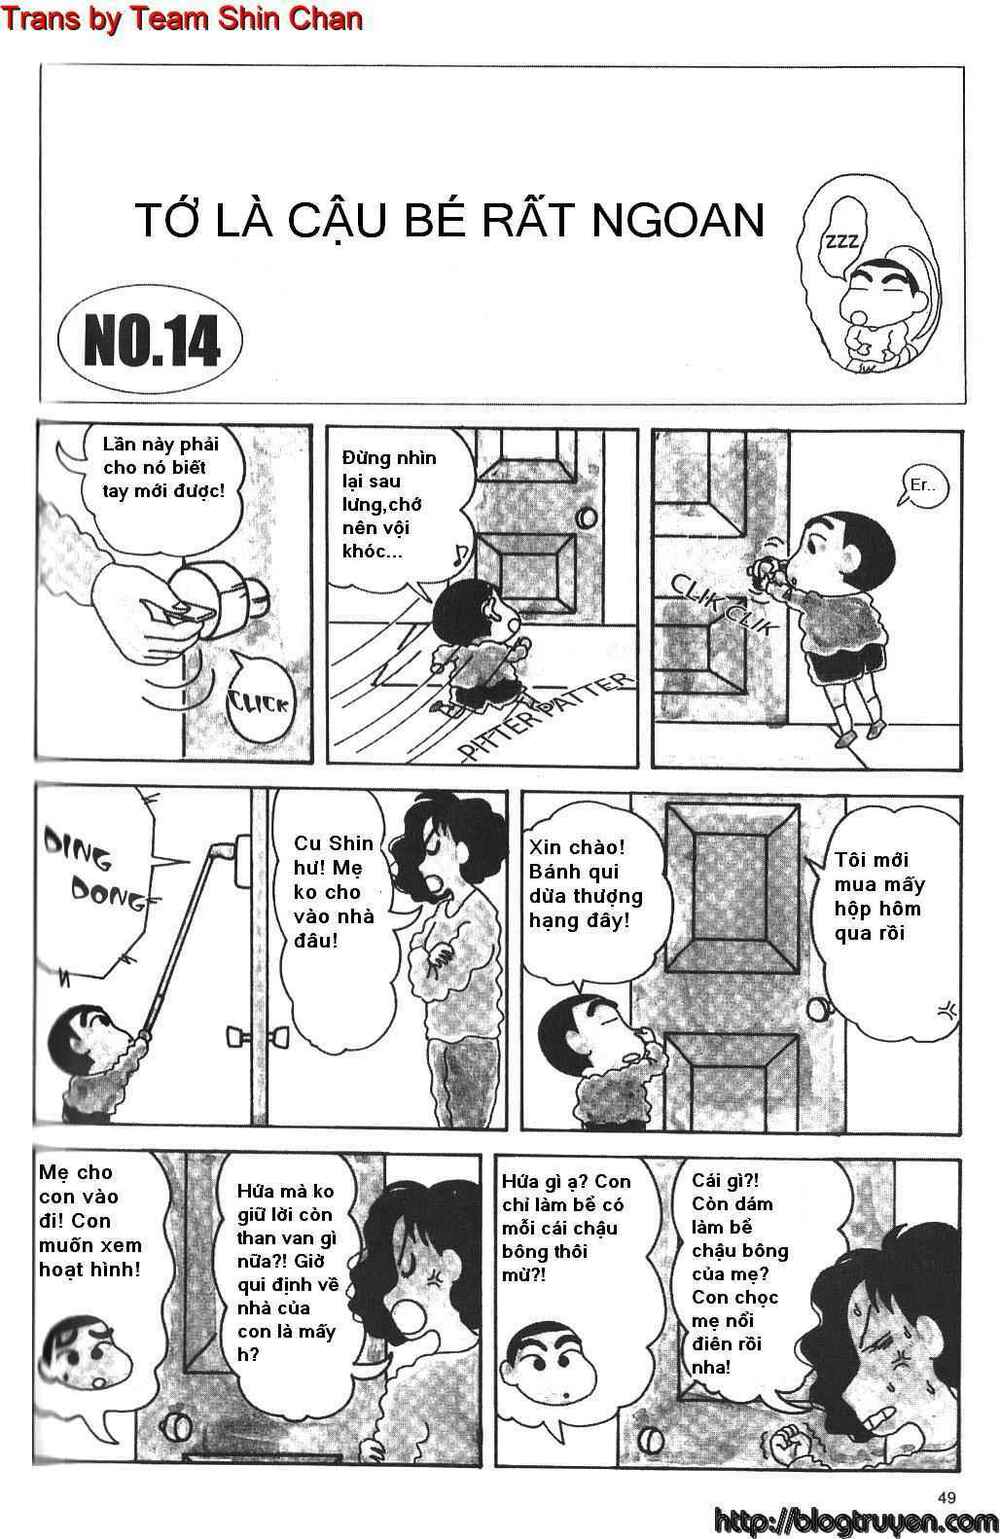 Trans by Team Shin Chan
TỚ LÀ CẬU BÉ RẤT NGOAN
ZZZ
NO.14
Lần này phải
cho nó biết
tay mới được!
CLICK
Đừng nhìn
lại sau
lưng,chớ
nên vội
khóc...
PITTER PATTER
Er..
CLIK CLIK
DING
DONG
Cu Shin
hư! Mẹ
ko cho
vào nhà
đâu!
Xin chào!
Bánh qui
dừa thượng
hạng đây!
Tôi mới
mua mấy
hộp hôm
qua rồi
Mẹ cho
con vào
đi! Con
muốn xem
hoạt hình!
Hứa mà ko
giữ lời còn
than van gì
nữa?! Giờ
qui định về
nhà của
con là mấy
h?
Hứa gì ạ? Con
chỉ làm bể có
mỗi cái chậu
bông thôi
mừ?!
Cái gì?!
Còn dám
làm bể
chậu bông
của mẹ?
Con chọc
mẹ nổi
điên rồi
nha!
49
http://blogtruyen.com